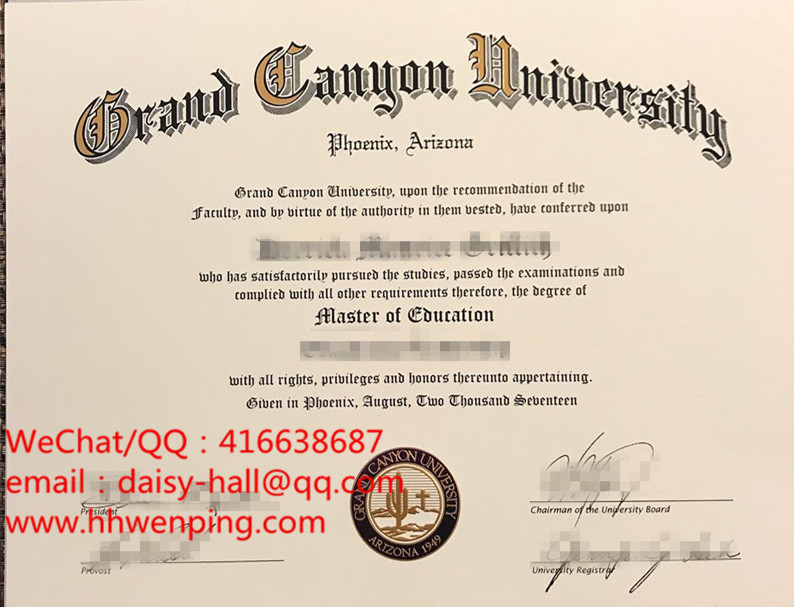 Grand Canyon University
Phoenix, Arizona
Grand Canyon University, upon the recommendation of the
Faculty, and by virtue of the authority in them vested, have conferred upon
who has satisfactorily pursued the studies, passed the examinations and
complied with all other requirements therefore, the degree of
Master of Education
with all rights, privileges and honors thereunto appertaining.
Given in Phoenix, August, Two Thousand Seventeen
WeChat/QQ：416638687
email：daisy-hall@qq.com
www.hhwenping.com
President
Provost
GRAND CANYON UNIVERSITY
ARIZONA 1949
Chairman of the University Board
University Registrar